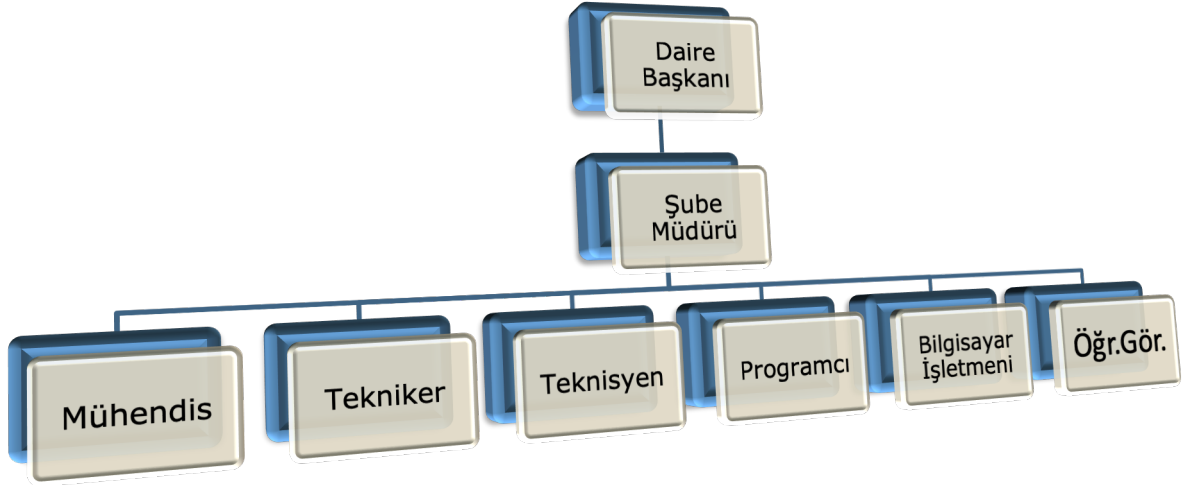 Daire
Başkanı
Şube
Müdürü
Mühendis
Tekniker
Teknisyen
Programcı
Bilgisayar
İşletmeni
Öğr.Gör.